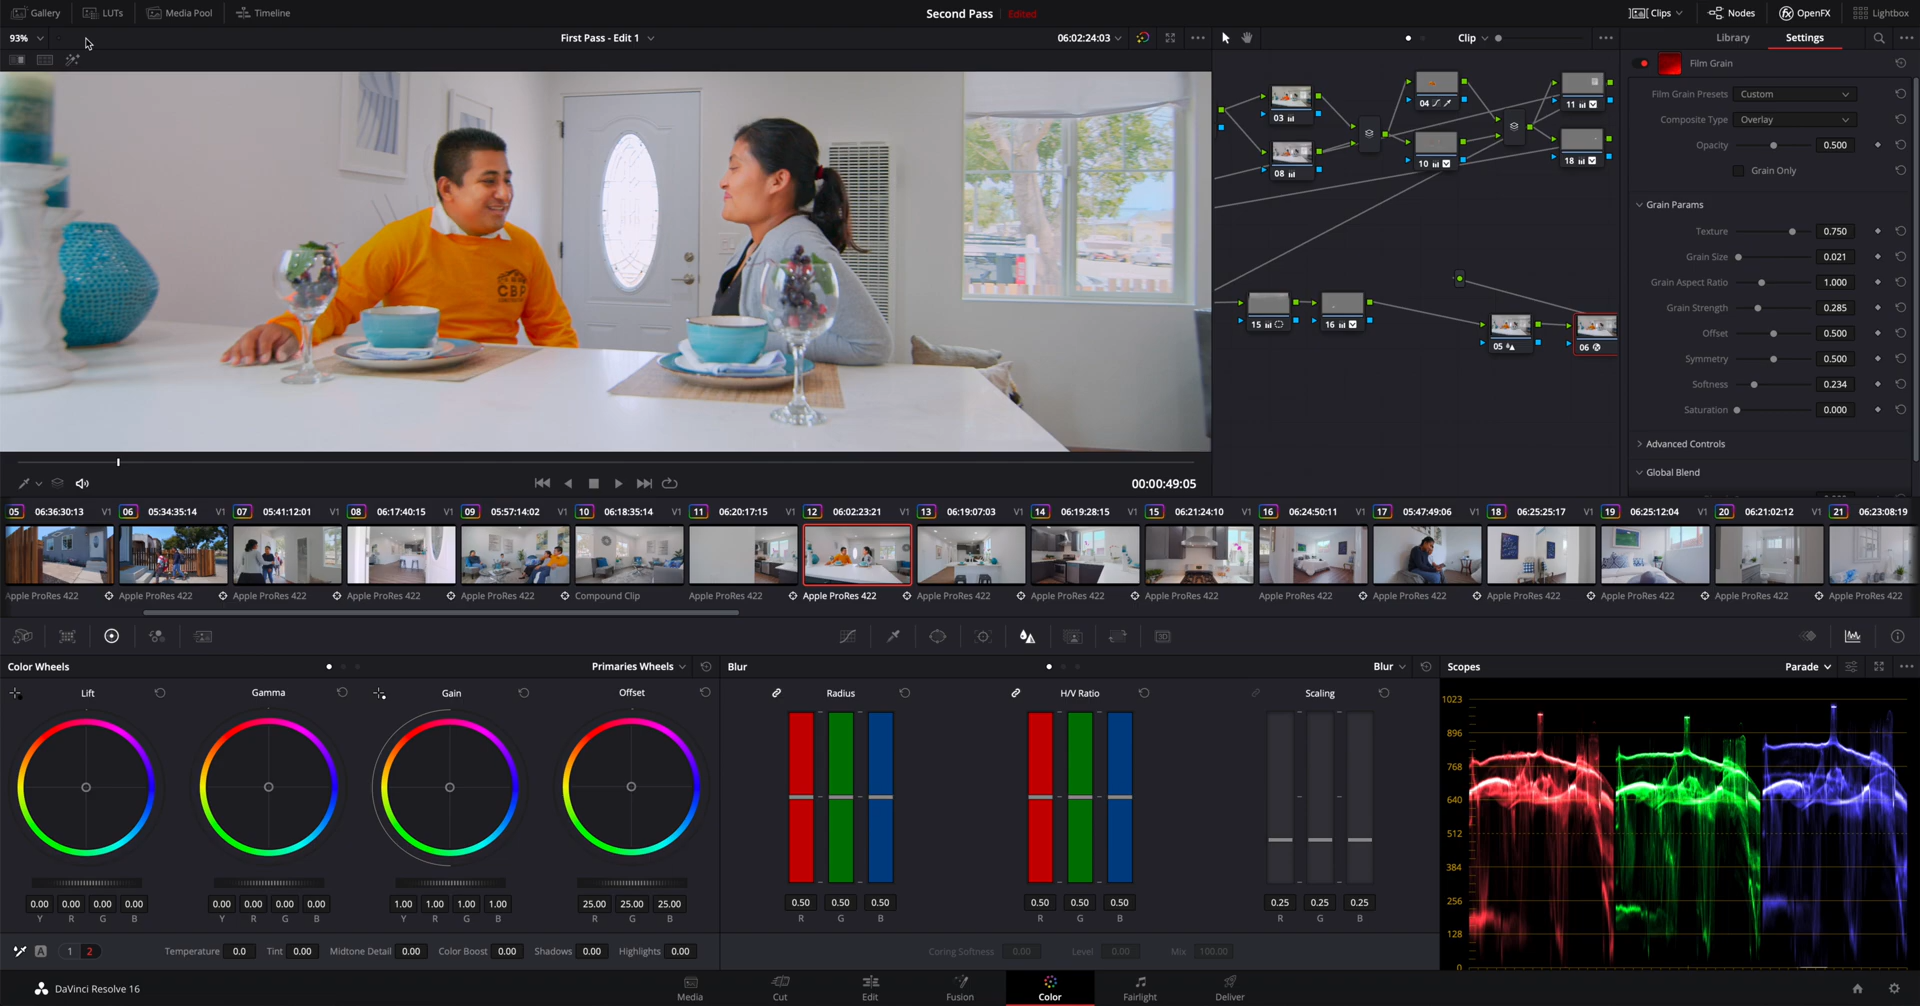 Gallery LUTs Media Pool Timeline Second Pass Edited Clips Nodes OpenFX Lightbox
93% First Pass - Edit 1 06:02:24:03 Clip Library Settings
Film Grain
Film Grain Presets Custom
Composite Type Overlay
Opacity 0.500
Grain Only
Grain Params
Texture 0.750
Grain Size 0.021
Grain Aspect Ratio 1.000
Grain Strength 0.285
Offset 0.500
Symmetry 0.500
Softness 0.234
Saturation 0.000
Advanced Controls
Global Blend
03
08
04
10
11
18
15
16
05
06
CBP
00:00:49:05
05 06:36:30:13 V1 06 05:34:35:14 V1 07 05:41:12:01 V1 08 06:17:40:15 V1 09 05:57:14:02 V1 10 06:18:35:14 V1 11 06:20:17:15 V1 12 06:02:23:21 V1 13 06:19:07:03 V1 14 06:19:28:15 V1 15 06:21:24:10 V1 16 06:24:50:11 V1 17 05:47:49:06 V1 18 06:25:25:17 V1 19 06:25:12:04 V1 20 06:21:02:12 V1 21 06:23:08:19
Apple ProRes 422 Apple ProRes 422 Apple ProRes 422 Apple ProRes 422 Apple ProRes 422 Compound Clip Apple ProRes 422 Apple ProRes 422 Apple ProRes 422 Apple ProRes 422 Apple ProRes 422 Apple ProRes 422 Apple ProRes 422 Apple ProRes 422 Apple ProRes 422 Apple ProRes 422 Apple ProRes 422
3D
Color Wheels Primaries Wheels Blur Blur Scopes Parade
Lift Gamma Gain Offset Radius H/V Ratio Scaling
1023
896
768
640
512
384
256
128
0
0.00 0.00 0.00 0.00 0.00 0.00 0.00 0.00 1.00 1.00 1.00 1.00 25.00 25.00 25.00 0.50 0.50 0.50 0.50 0.50 0.50 0.25 0.25 0.25
Y R G B Y R G B Y R G B R G B R G B R G B R G B
A 1 2 Temperature 0.0 Tint 0.00 Midtone Detail 0.00 Color Boost 0.00 Shadows 0.00 Highlights 0.00 Coring Softness 0.00 Level 0.00 Mix 100.00
DaVinci Resolve 16 Media Cut Edit Fusion Color Fairlight Deliver